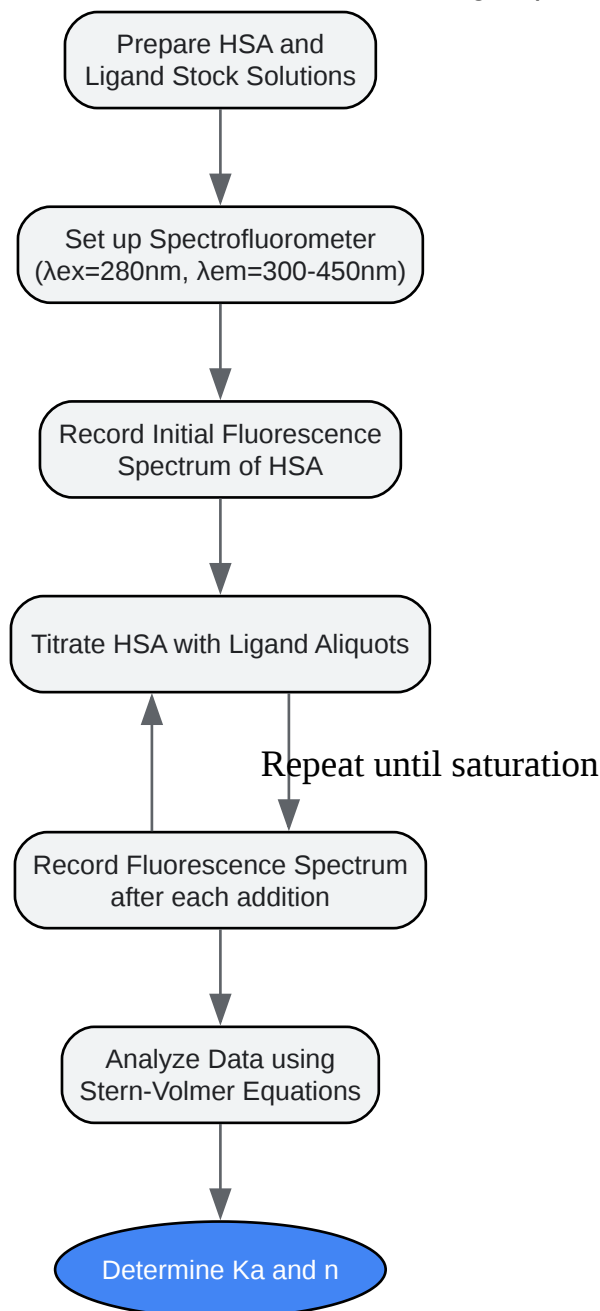 Prepare HSA and
Ligand Stock Solutions
Set up Spectrofluorometer
(λex=280nm, λem=300-450nm)
Record Initial Fluorescence
Spectrum of HSA
Titrate HSA with Ligand Aliquots
Repeat until saturation
Record Fluorescence Spectrum
after each addition
Analyze Data using
Stern-Volmer Equations
Determine Ka and n